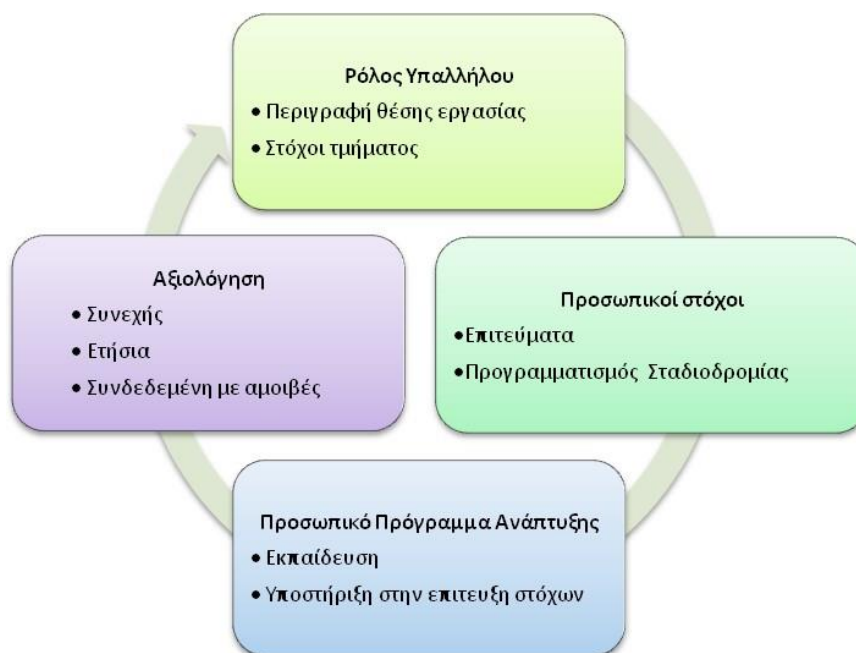 Ρόλος Υπαλλήλου
• Περιγραφή θέσης εργασίας
• Στόχοι τμήματος
Προσωπικοί στόχοι
•Επιτεύματα
•Προγραμματισμός Σταδιοδρομίας
Προσωπικό Πρόγραμμα Ανάπτυξης
• Εκπαίδευση
• Υποστήριξη στην επιτευξη στόχων
Αξιολόγηση
• Συνεχής
• Ετήσια
• Συνδεδεμένη με αμοιβές